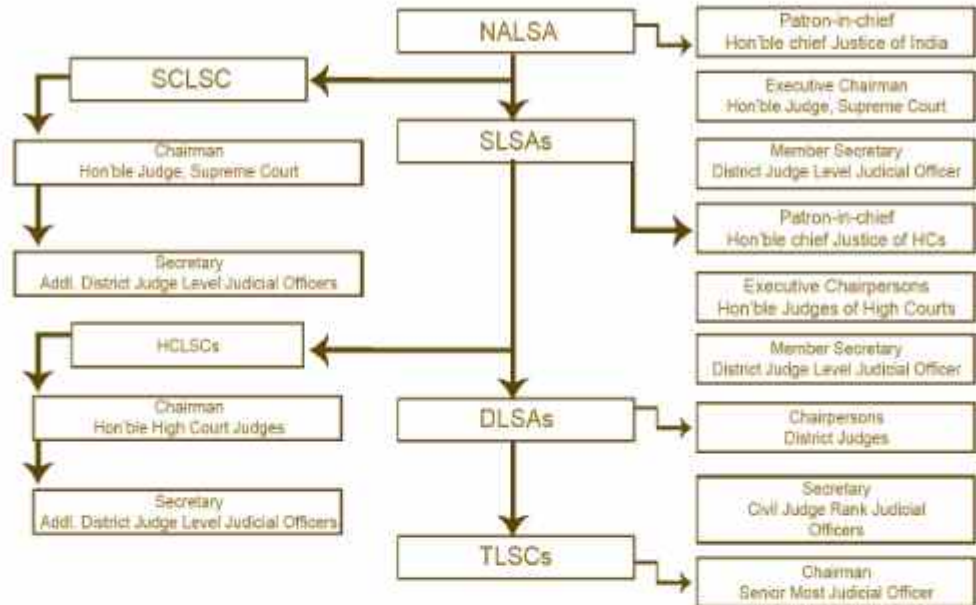 NALSA
Patron-in-chief
Hon'ble chief Justice of India
SCLSC
Executive Chairman
Hon'ble Judge, Supreme Court
SLSAs
Chairman
Hon'ble Judge, Supreme Court
Member Secretary
District Judge Level Judicial Officer
Patron-in-chief
Hon'ble chief Justice of HCs
Secretary
Addl. District Judge Level Judicial Officers
Executive Chairpersons
Hon'ble Judges of High Courts
HCLSCs
Member Secretary
District Judge Level Judicial Officer
Chairman
Hon'ble High Court Judges
DLSAs
Chairpersons
District Judges
Secretary
Addl. District Judge Level Judicial Officers
Secretary
Civil Judge Rank Judicial
Officers
TLSCs
Chairman
Senior Most Judicial Officer